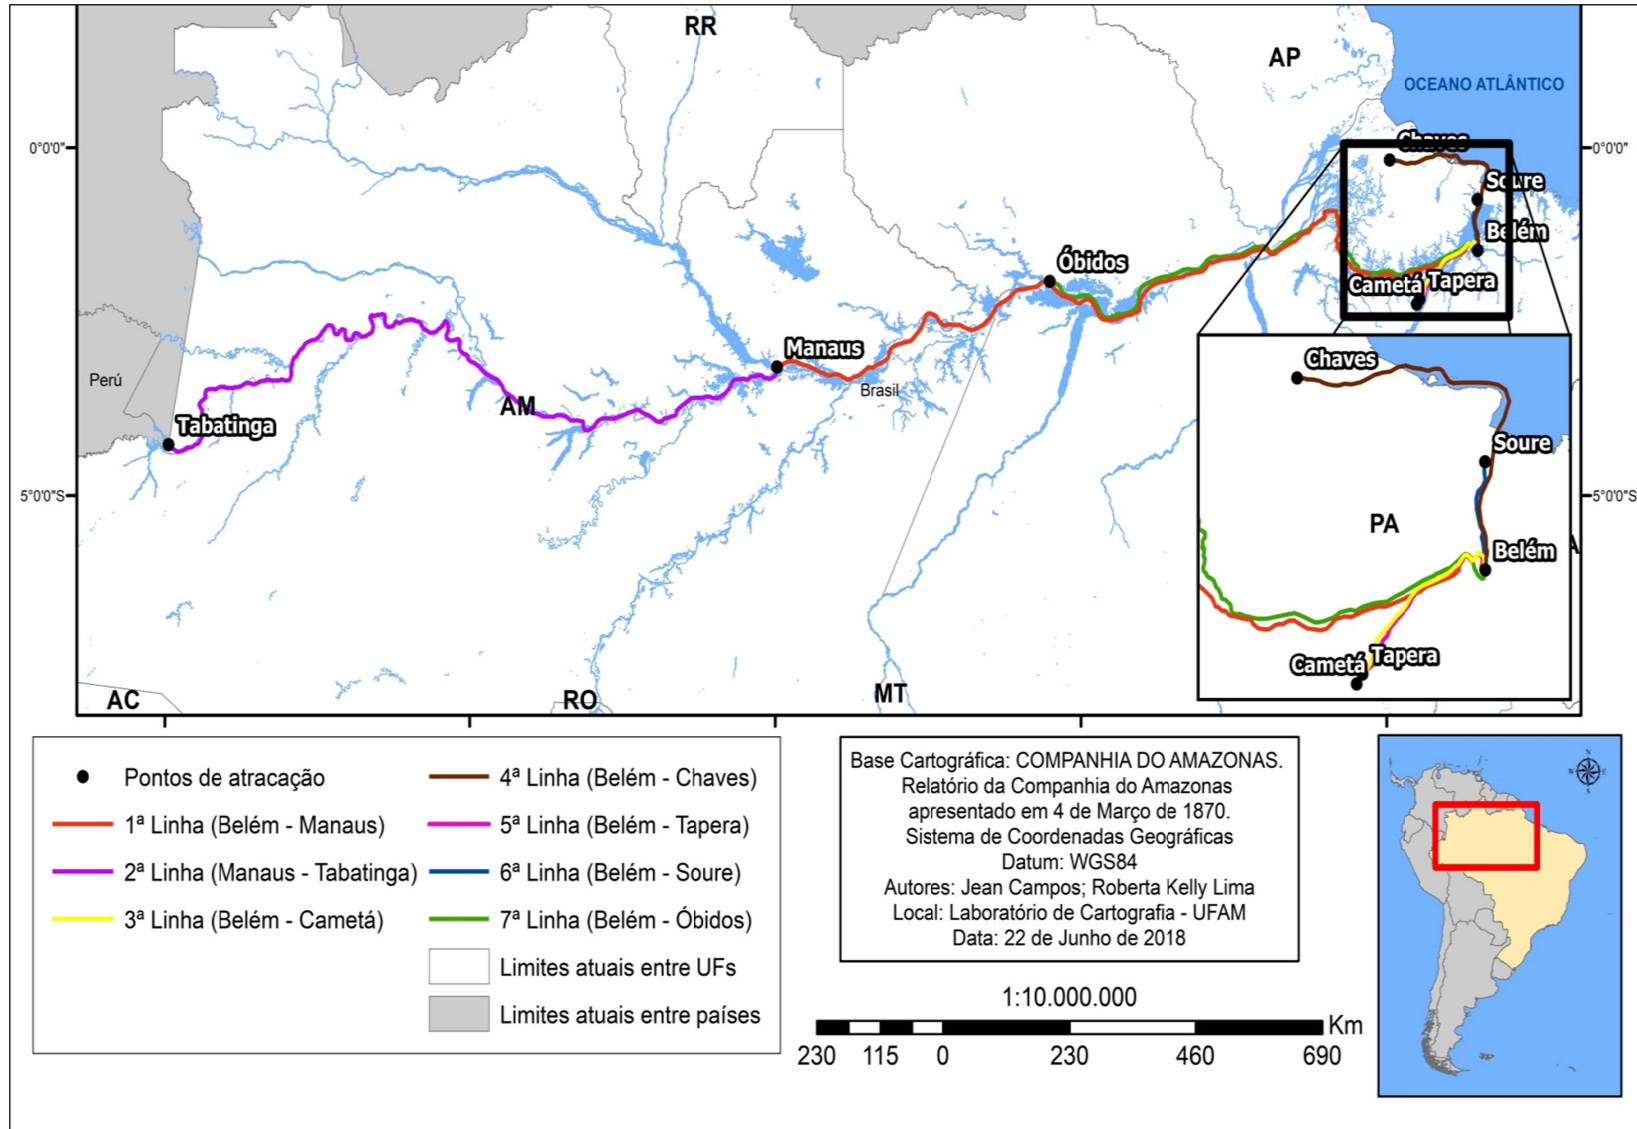 RR
AP
OCEANO ATLÂNTICO
0°0'0"
Chaves
0°0'0"
Soure
Belém
Óbidos
Cametá
Tapera
Manaus
Chaves
Perú
Brasil
AM
Tabatinga
Soure
5°0'0"S
5°0'0"S
PA
Belém
A
Cametá
Tapera
AC
RO
MT
Pontos de atracação
1ª Linha (Belém - Manaus)
2ª Linha (Manaus - Tabatinga)
3ª Linha (Belém - Cametá)
4ª Linha (Belém - Chaves)
5ª Linha (Belém - Tapera)
6ª Linha (Belém - Soure)
7ª Linha (Belém - Óbidos)
Limites atuais entre UFs
Limites atuais entre países
Base Cartográfica: COMPANHIA DO AMAZONAS.
Relatório da Companhia do Amazonas
apresentado em 4 de Março de 1870.
Sistema de Coordenadas Geográficas
Datum: WGS84
Autores: Jean Campos; Roberta Kelly Lima
Local: Laboratório de Cartografia - UFAM
Data: 22 de Junho de 2018
1:10.000.000
Km
230 115 0 230 460 690
N
W E
S